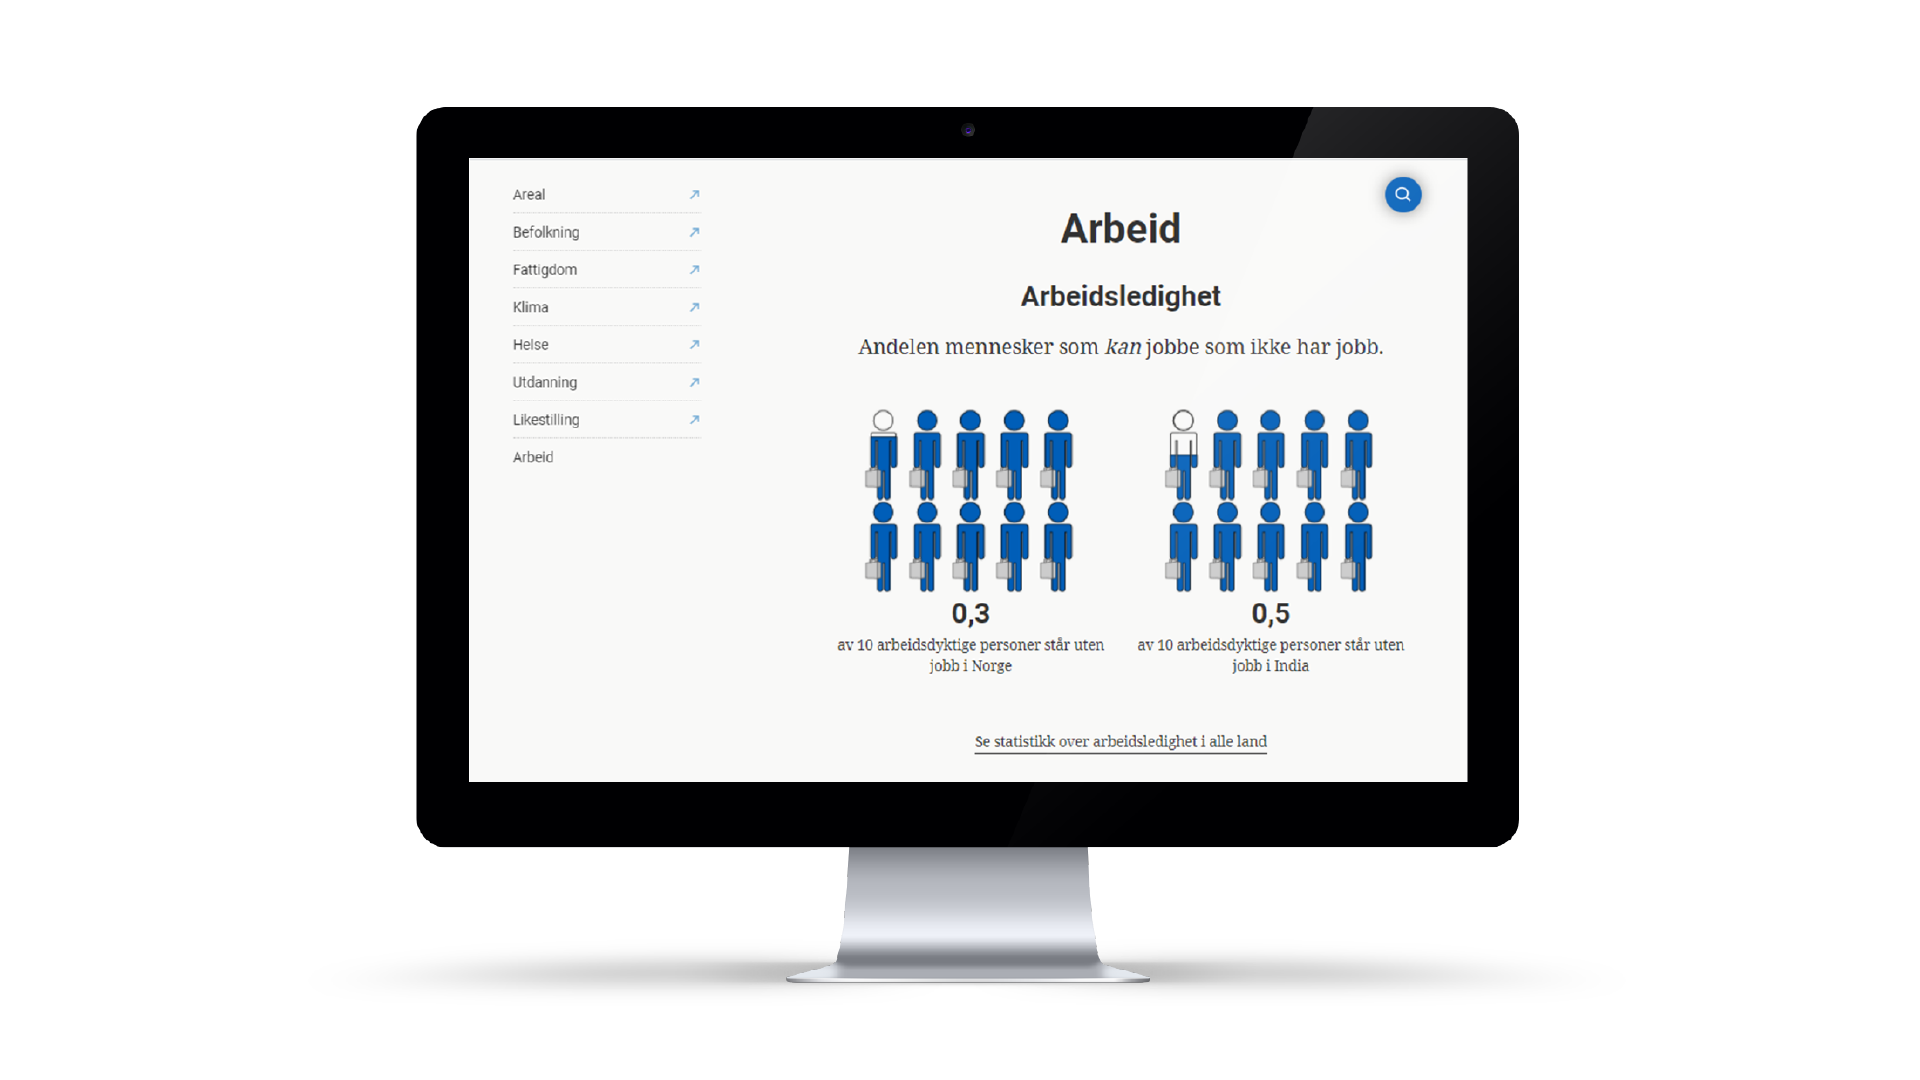 Areal
Befolkning
Fattigdom
Klima
Helse
Utdanning
Likestilling
Arbeid
Arbeid
Arbeidsledighet
Andelen mennesker som kan jobbe som ikke har jobb.
0,3
av 10 arbeidsdyktige personer står uten
jobb i Norge
0,5
av 10 arbeidsdyktige personer står uten
jobb i India
Se statistikk over arbeidsledighet i alle land